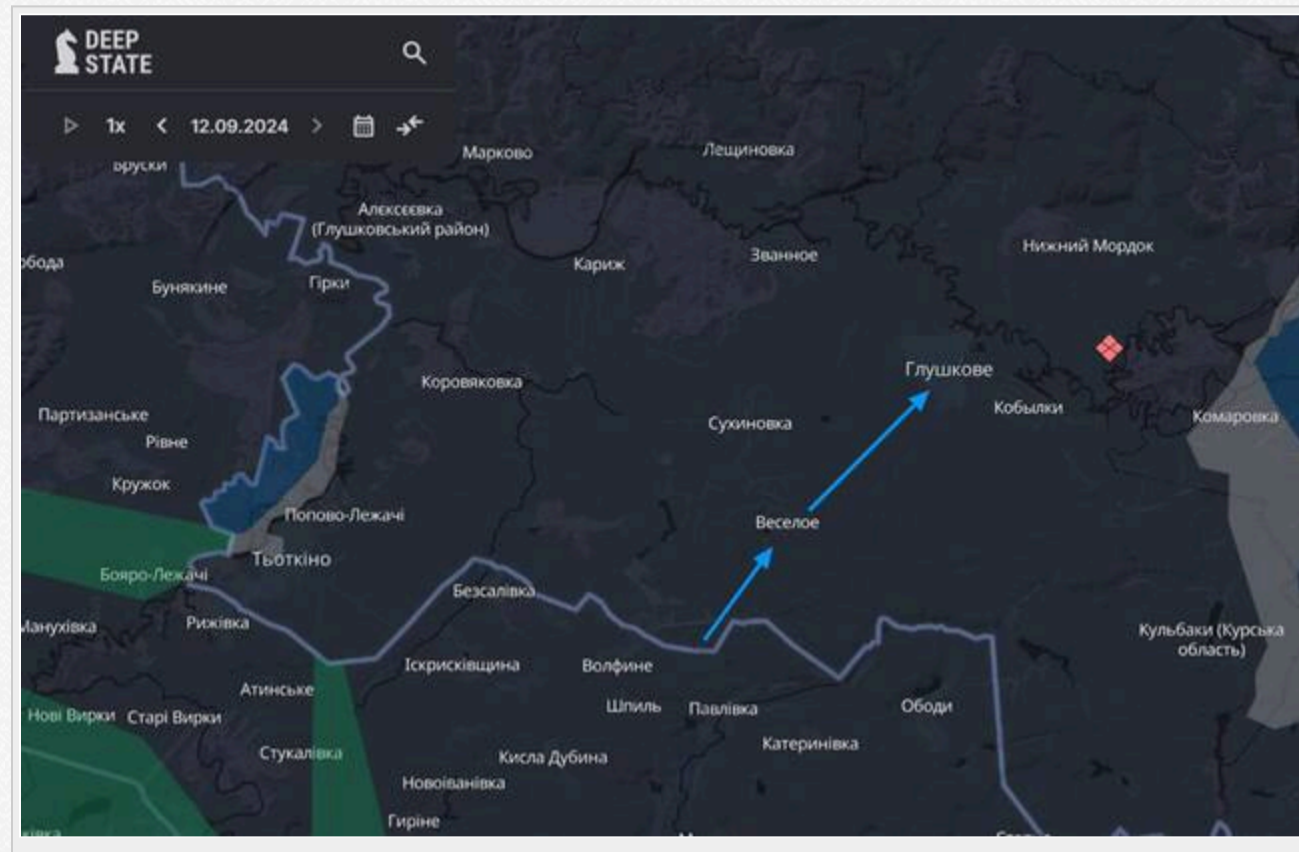 DEEP
STATE
1x
12.09.2024
Бруски
Марково
Лещиновка
Алєксєєвка
(Глушковський район)
Нижний Мордок
Званное
Кариж
Бунякине
Гірки
Глушкове
Коровяковка
Кобылки
Партизанське
Комаровка
Сухиновка
Рівне
Кружок
Попово-Лежачі
Веселое
Тьоткіно
Бояро-Лежачі
Безсалівка
Манухівка
Рижівка
Кульбаки (Курська
область)
Іскрисківщина
Волфине
Атинське
Шпиль
Павлівка
Ободи
Нові Вирки
Старі Вирки
Катеринівка
Стукалівка
Кисла Дубина
Новоіванівка
Гиріне